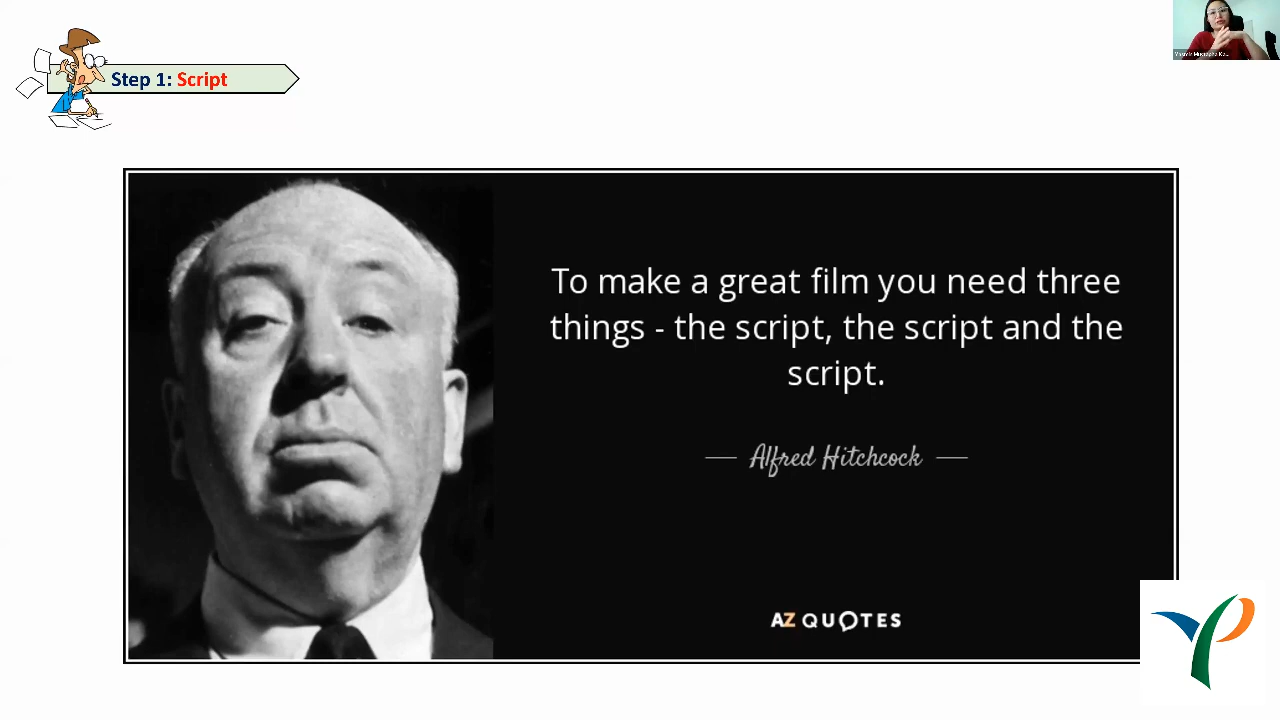 Step 1: Script
To make a great film you need three
things - the script, the script and the
script.
Alfred Hitchcock
AZ QUOTES